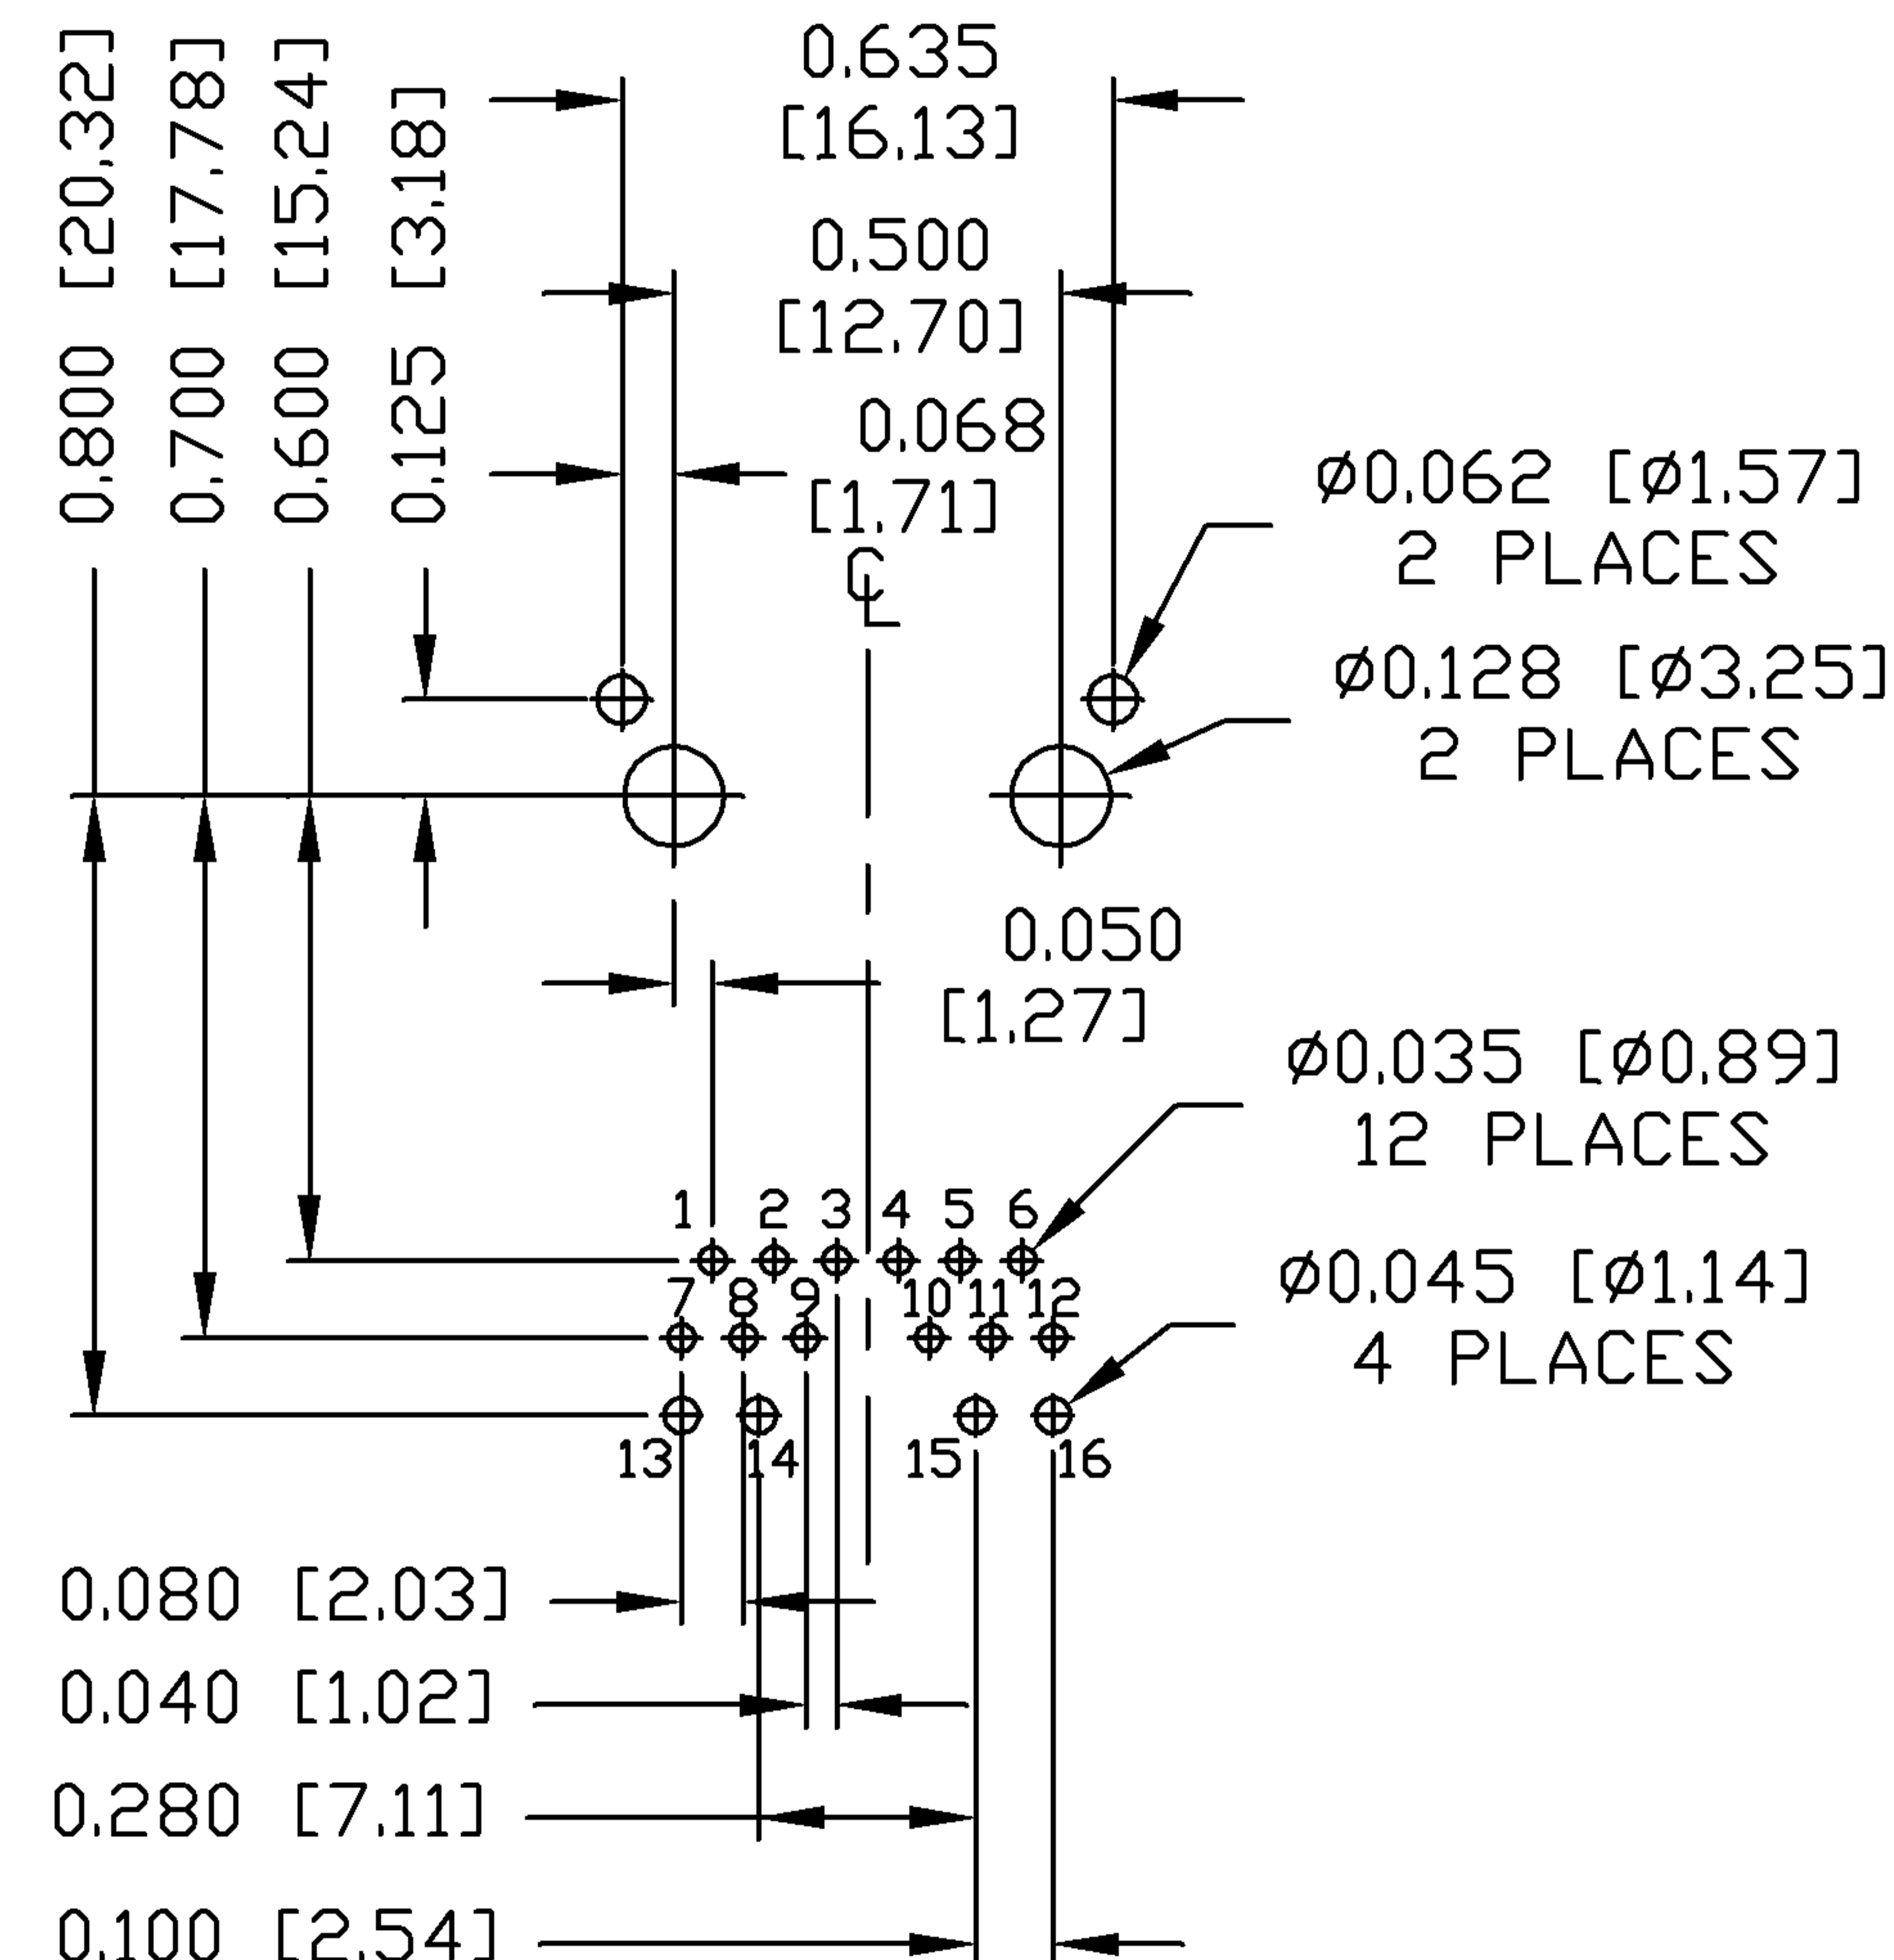 0.800 [20.32]
0.700 [17.78]
0.600 [15.24]
0.125 [3.18]
0.635
[16.13]
0.500
[12.70]
0.068
[1.71]
CL
Ø0.062 [Ø1.57]
2 PLACES
Ø0.128 [Ø3.25]
2 PLACES
0.050
[1.27]
Ø0.035 [Ø0.89]
12 PLACES
1 2 3 4 5 6
7 8 9 10 11 12
Ø0.045 [Ø1.14]
4 PLACES
13 14 15 16
0.080 [2.03]
0.040 [1.02]
0.280 [7.11]
0.100 [2.54]